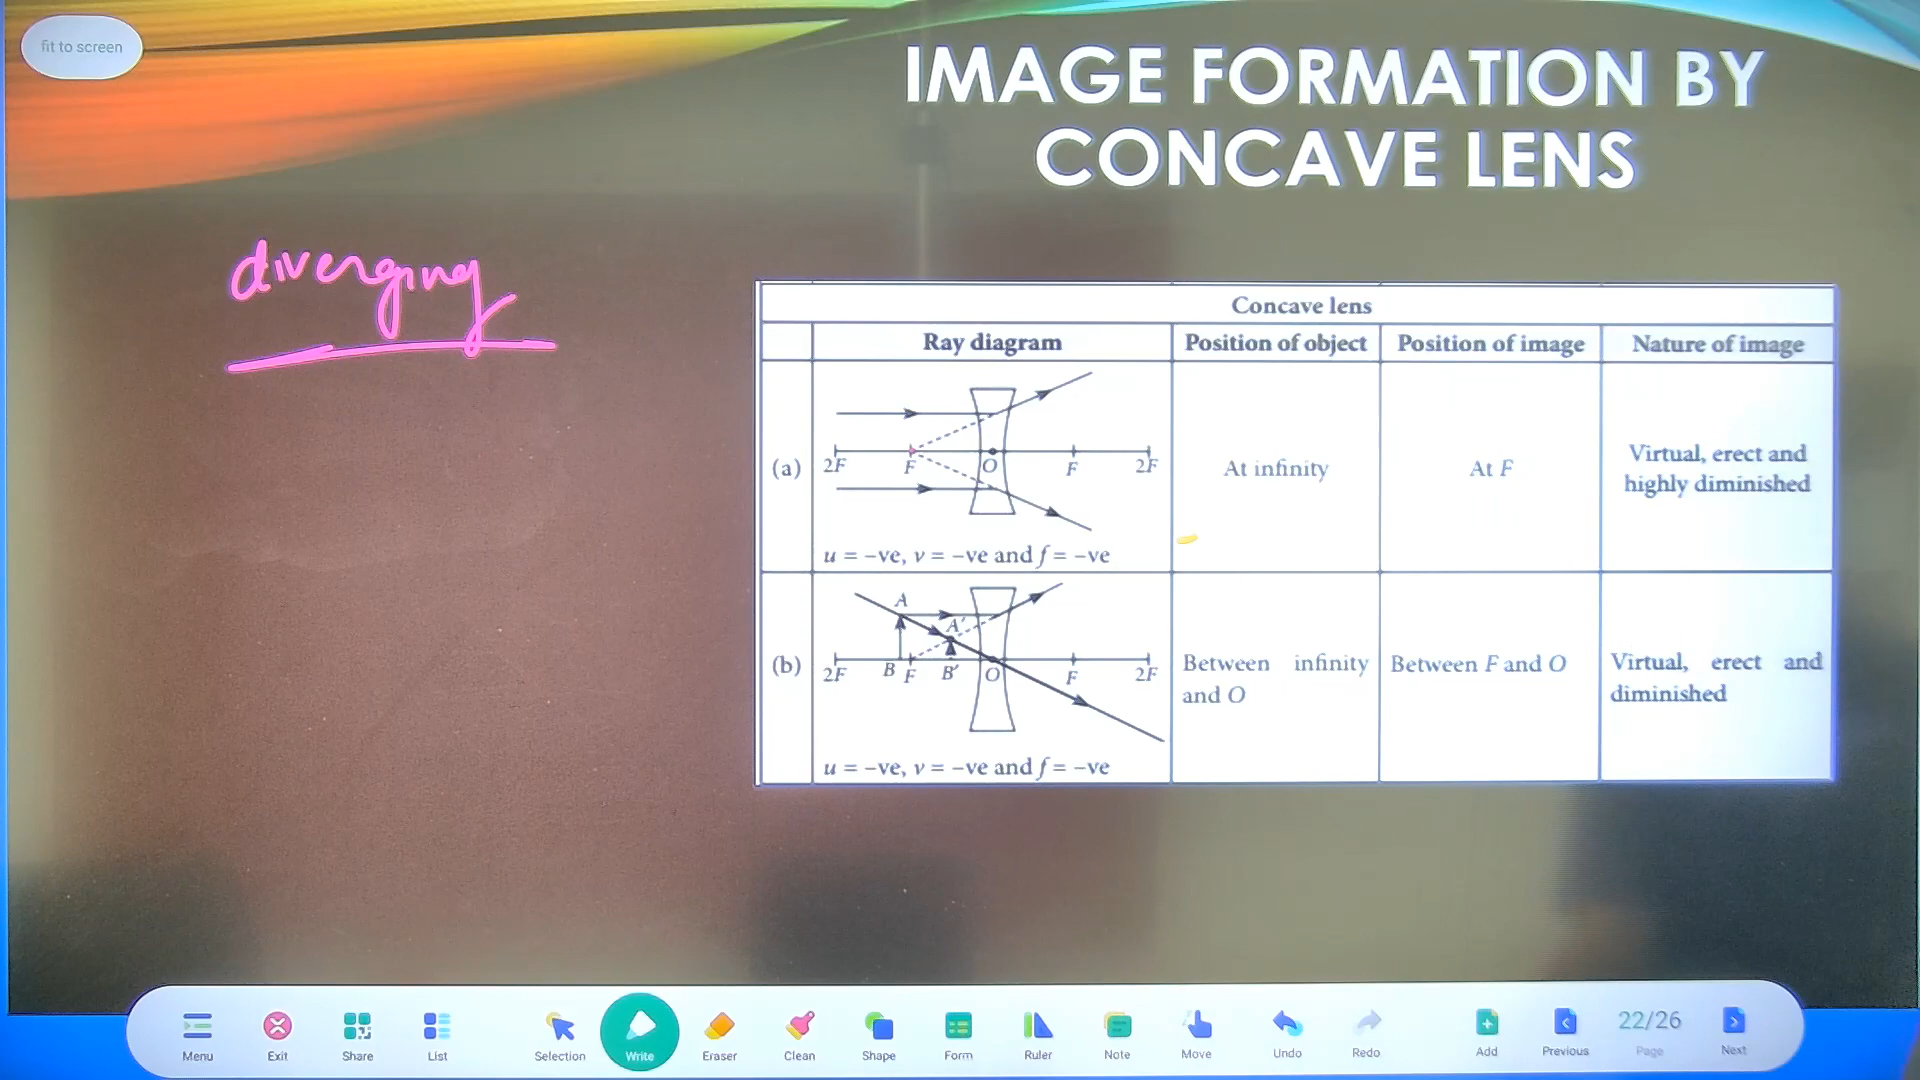 fit to screen
IMAGE FORMATION BY
CONCAVE LENS
diverging
Concave lens
Ray diagram Position of object Position of image Nature of image
(a) 2F F O F 2F At infinity At F Virtual, erect and
highly diminished
u = −ve, v = −ve and f = −ve
A A′
(b) 2F B F B′ O F 2F Between infinity Between F and O Virtual, erect and
and O diminished
u = −ve, v = −ve and f = −ve
Menu Exit Share List Selection Write Eraser Clean Shape Form Ruler Note Move Undo Redo Add Previous 22/26 Page Next